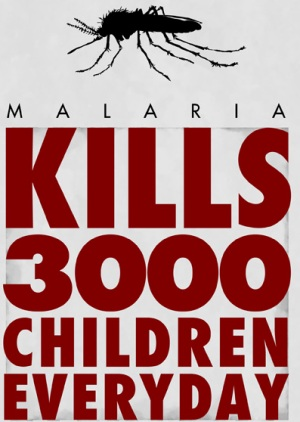 MALARIA
KILLS
3000
CHILDREN
EVERYDAY